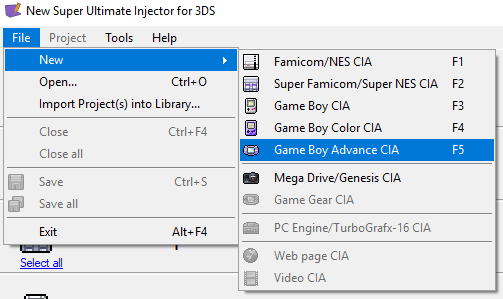 New Super Ultimate Injector for 3DS
File Project Tools Help
New
Open... Ctrl+O
Import Project(s) into Library...
Close Ctrl+F4
Close all
Save Ctrl+S
Save all
Exit Alt+F4
Famicom/NES CIA F1
Super Famicom/Super NES CIA F2
Game Boy CIA F3
Game Boy Color CIA F4
Game Boy Advance CIA F5
Mega Drive/Genesis CIA
Game Gear CIA
PC Engine/TurboGrafx-16 CIA
Web page CIA
Video CIA
Select all